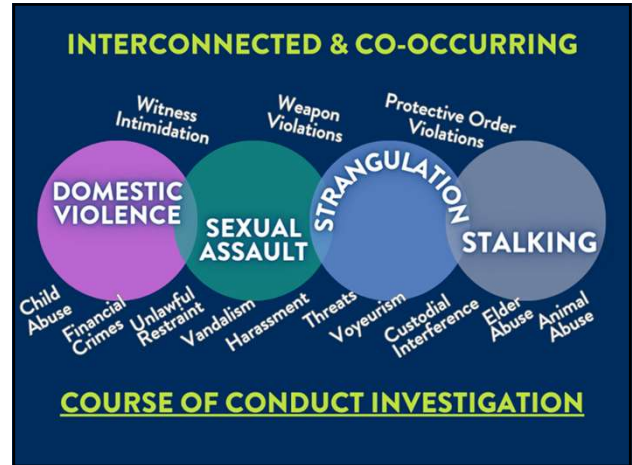 INTERCONNECTED & CO-OCCURRING
Witness
Intimidation
Weapon
Violations
Protective Order
Violations
DOMESTIC
VIOLENCE
SEXUAL
ASSAULT
STRANGULATION
STALKING
Child
Abuse
Financial
Crimes
Unlawful
Restraint
Vandalism
Harassment
Threats
Voyeurism
Custodial
Interference
Elder
Abuse
Animal
Abuse
COURSE OF CONDUCT INVESTIGATION